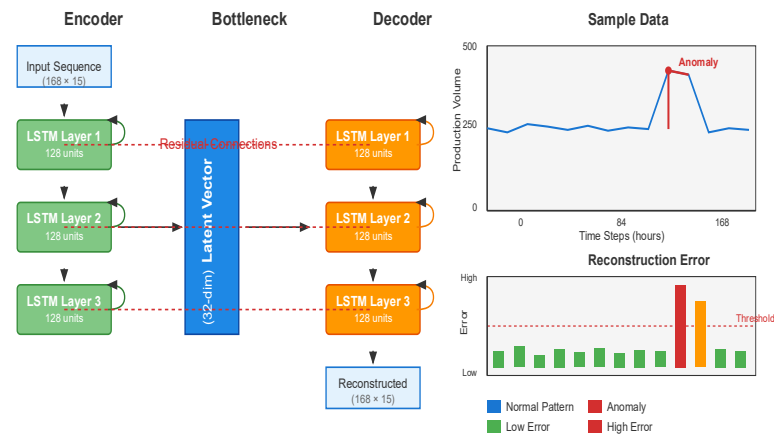 Encoder
Bottleneck
Decoder
Input Sequence
(168 × 15)
LSTM Layer 1
128 units
LSTM Layer 2
128 units
LSTM Layer 3
128 units
Residual Connections
(32-dim) Latent Vector
LSTM Layer 1
128 units
LSTM Layer 2
128 units
LSTM Layer 3
128 units
Reconstructed
(168 × 15)
Sample Data
500
250
0
Production Volume
Anomaly
0 84 168
Time Steps (hours)
Reconstruction Error
High
Error
Low
Threshold
Normal Pattern
Anomaly
Low Error
High Error